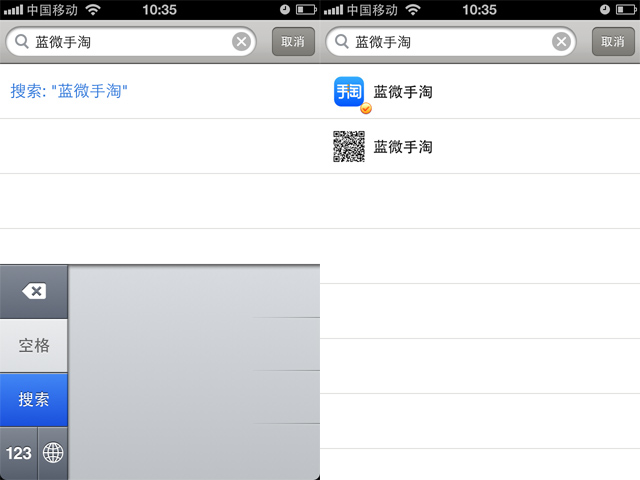 中国移动 10:35
蓝微手淘 取消
搜索: "蓝微手淘"
空格
搜索
123
中国移动 10:35
蓝微手淘 取消
手淘 蓝微手淘
蓝微手淘